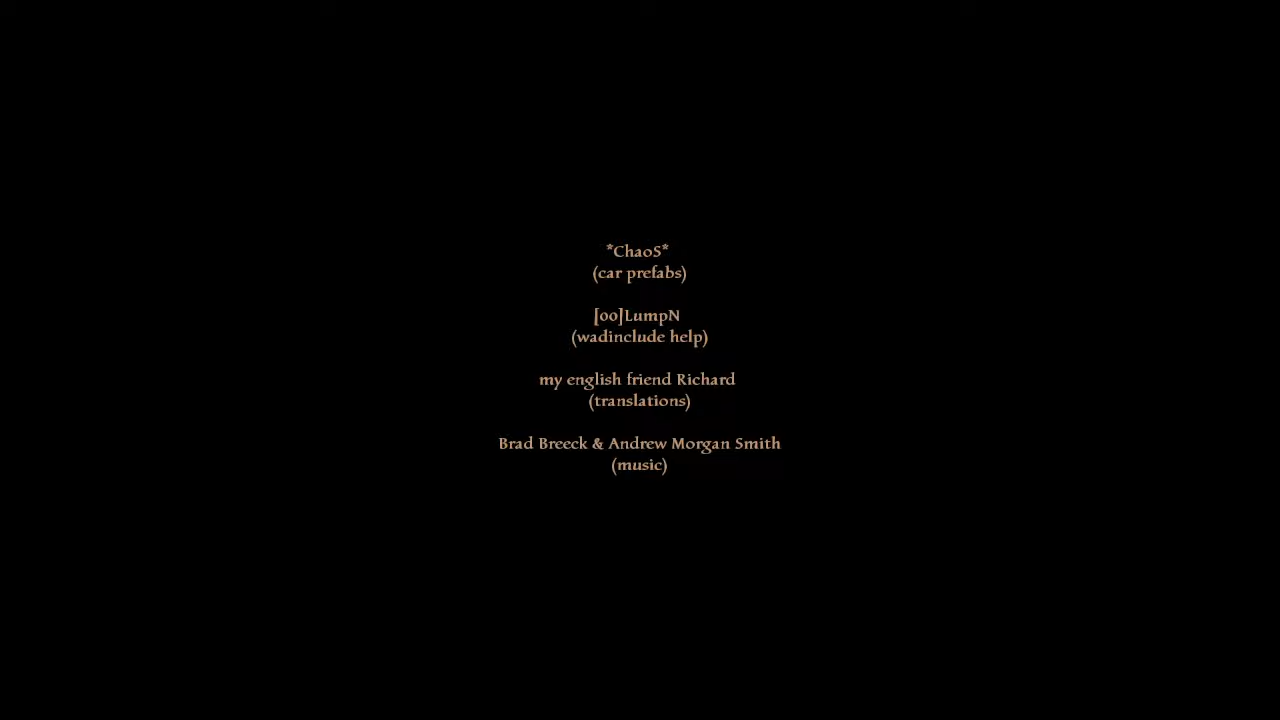 *ChaoS*
(car prefabs)
[oo]LumpN
(wadinclude help)
my english friend Richard
(translations)
Brad Breeck & Andrew Morgan Smith
(music)